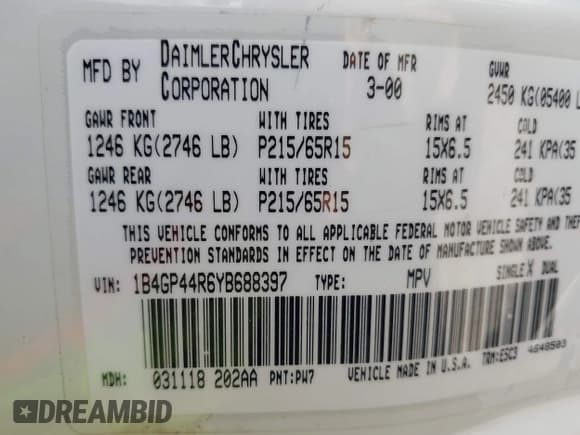 MFD BY DAIMLERCHRYSLER CORPORATION DATE OF MFR 3-00 GVWR 2450 KG(05400 L
GAWR FRONT WITH TIRES RIMS AT COLD
1246 KG(2746 LB) P215/65R15 15X6.5 241 KPA(35
GAWR REAR WITH TIRES RIMS AT COLD
1246 KG(2746 LB) P215/65R15 15X6.5 241 KPA(35
THIS VEHICLE CONFORMS TO ALL APPLICABLE FEDERAL MOTOR VEHICLE SAFETY AND THEF
PREVENTION STANDARDS IN EFFECT ON THE DATE OF MANUFACTURE SHOWN ABOVE.
VIN: 1B4GP44R6YB688397 TYPE: MPV SINGLE X DUAL
MDH: 031118 202AA PNT:PW7 VEHICLE MADE IN U.S.A. TRM:ESC3 4648503
DREAMBID